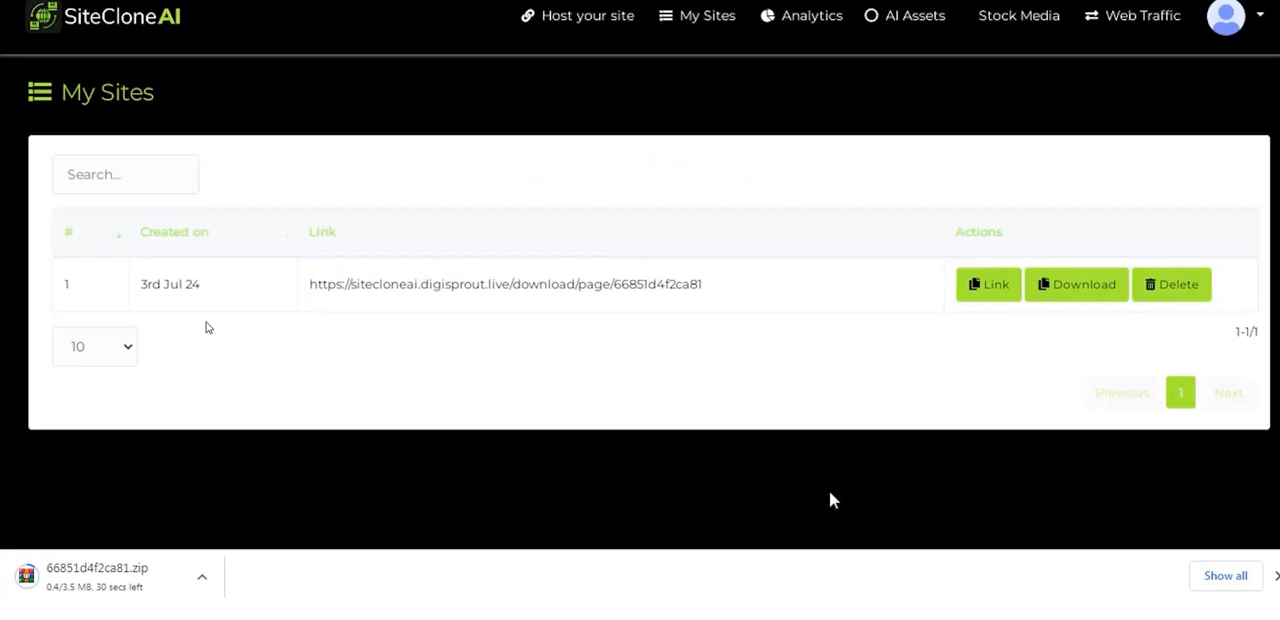 SiteCloneAI
Host your site
My Sites
Analytics
AI Assets
Stock Media
Web Traffic
My Sites
Search...
# Created on Link Actions
1 3rd Jul 24 https://sitecloneai.digisprout.live/download/page/66851d4f2ca81 Link Download Delete
10
1-1/1
Previous 1 Next
66851d4f2ca81.zip
0.4/3.5 MB, 30 secs left
Show all